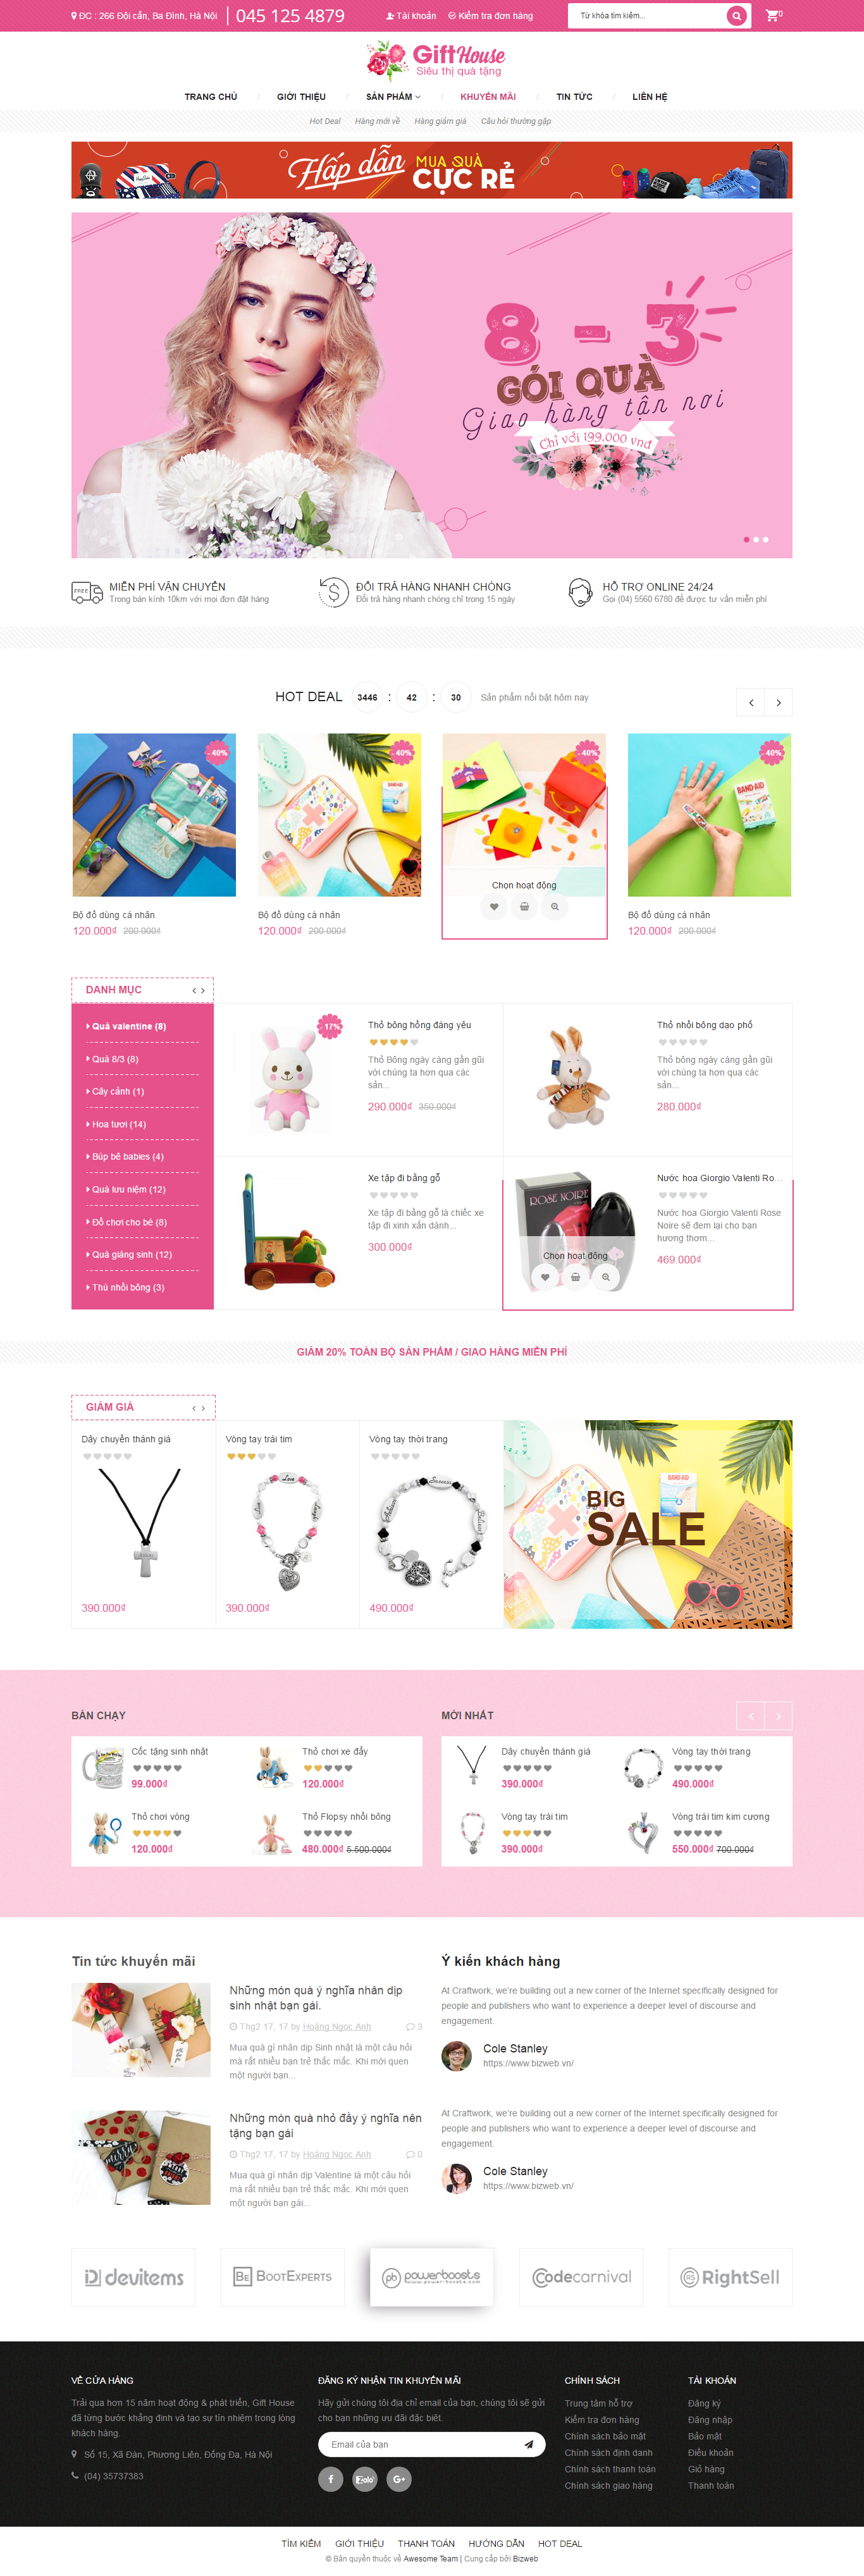 ĐC : 266 Đội cấn, Ba Đình, Hà Nội | 045 125 4879 Tài khoản Kiểm tra đơn hàng Từ khóa tìm kiếm... 0
Gift House
Siêu thị quà tặng
TRANG CHỦ / GIỚI THIỆU / SẢN PHẨM / KHUYẾN MÃI / TIN TỨC / LIÊN HỆ
Hot Deal Hàng mới về Hàng giảm giá Câu hỏi thường gặp
Hấp dẫn MUA QUÀ CỰC RẺ
8 - 3
GÓI QUÀ
Giao hàng tận nơi
Chỉ với 199.000 vnđ
FREE
MIỄN PHÍ VẬN CHUYỂN
Trong bán kính 10km với mọi đơn đặt hàng
ĐỔI TRẢ HÀNG NHANH CHÓNG
Đổi trả hàng nhanh chóng chỉ trong 15 ngày
HỖ TRỢ ONLINE 24/24
Gọi (04) 5560 6780 để được tư vấn miễn phí
HOT DEAL 3446 : 42 : 30 Sản phẩm nổi bật hôm nay
- 40% - 40% - 40% - 40%
BAND-AID
Chọn hoạt động
Bộ đồ dùng cá nhân
120.000₫ 200.000₫
Bộ đồ dùng cá nhân
120.000₫ 200.000₫
Bộ đồ dùng cá nhân
120.000₫ 200.000₫
DANH MỤC
Quà valentine (8)
Quà 8/3 (8)
Cây cảnh (1)
Hoa tươi (14)
Búp bê babies (4)
Quà lưu niệm (12)
Đồ chơi cho bé (8)
Quà giáng sinh (12)
Thú nhồi bông (3)
- 17%
Thỏ bông hồng đáng yêu
Thỏ Bông ngày càng gần gũi
với chúng ta hơn qua các
sản...
290.000₫ 350.000₫
Thỏ nhồi bông dạo phố
Thỏ bông ngày càng gần gũi
với chúng ta hơn qua các
sản...
280.000₫
Xe tập đi bằng gỗ
Xe tập đi bằng gỗ là chiếc xe
tập đi xinh xắn dành...
300.000₫
ROSE NOIRE
Chọn hoạt động
Nước hoa Giorgio Valenti Ro...
Nước hoa Giorgio Valenti Rose
Noire sẽ đem lại cho bạn
hương thơm...
469.000₫
GIẢM 20% TOÀN BỘ SẢN PHẨM / GIAO HÀNG MIỄN PHÍ
GIẢM GIÁ
Dây chuyền thánh giá
390.000₫
Vòng tay trái tim
Love
390.000₫
Vòng tay thời trang
Success
Believe
490.000₫
BAND-AID
BIG
SALE
BÁN CHẠY
Cốc tặng sinh nhật
99.000₫
Thỏ chơi xe đẩy
120.000₫
Thỏ chơi vòng
120.000₫
Thỏ Flopsy nhồi bông
480.000₫ 5.500.000₫
MỚI NHẤT
Dây chuyền thánh giá
390.000₫
Vòng tay thời trang
490.000₫
Vòng tay trái tim
390.000₫
Vòng trái tim kim cương
550.000₫ 700.000₫
Tin tức khuyến mãi
Những món quà ý nghĩa nhân dịp
sinh nhật bạn gái.
Thg2 17, 17 by Hoàng Ngọc Anh 3
Mua quà gì nhân dịp Sinh nhật là một câu hỏi
mà rất nhiều bạn trẻ thắc mắc. Khi mới quen
một người bạn...
Những món quà nhỏ đầy ý nghĩa nên
tặng bạn gái
Thg2 17, 17 by Hoàng Ngọc Anh 0
Mua quà gì nhân dịp Valentine là một câu hỏi
mà rất nhiều bạn trẻ thắc mắc. Khi mới quen
một người bạn gái...
Ý kiến khách hàng
At Craftwork, we're building out a new corner of the Internet specifically designed for
people and publishers who want to experience a deeper level of discourse and
engagement.
Cole Stanley
https://www.bizweb.vn/
At Craftwork, we're building out a new corner of the Internet specifically designed for
people and publishers who want to experience a deeper level of discourse and
engagement.
Cole Stanley
https://www.bizweb.vn/
devitems
BE BOOTEXPERTS
pb powerboosts
www.power-boosts.com
Codecarnival
RS RightSell
VỀ CỬA HÀNG
Trải qua hơn 15 năm hoạt động & phát triển, Gift House
đã từng bước khẳng định và tạo sự tín nhiệm trong lòng
khách hàng.
Số 15, Xã Đàn, Phương Liên, Đống Đa, Hà Nội
(04) 35737383
ĐĂNG KÝ NHẬN TIN KHUYẾN MÃI
Hãy gửi chúng tôi địa chỉ email của bạn, chúng tôi sẽ gửi
cho bạn những ưu đãi đặc biệt.
Email của bạn
f Zalo G+
CHÍNH SÁCH
Trung tâm hỗ trợ
Kiểm tra đơn hàng
Chính sách bảo mật
Chính sách định danh
Chính sách thanh toán
Chính sách giao hàng
TÀI KHOẢN
Đăng ký
Đăng nhập
Bảo mật
Điều khoản
Giỏ hàng
Thanh toán
TÌM KIẾM GIỚI THIỆU THANH TOÁN HƯỚNG DẪN HOT DEAL
© Bản quyền thuộc về Awesome Team | Cung cấp bởi Bizweb